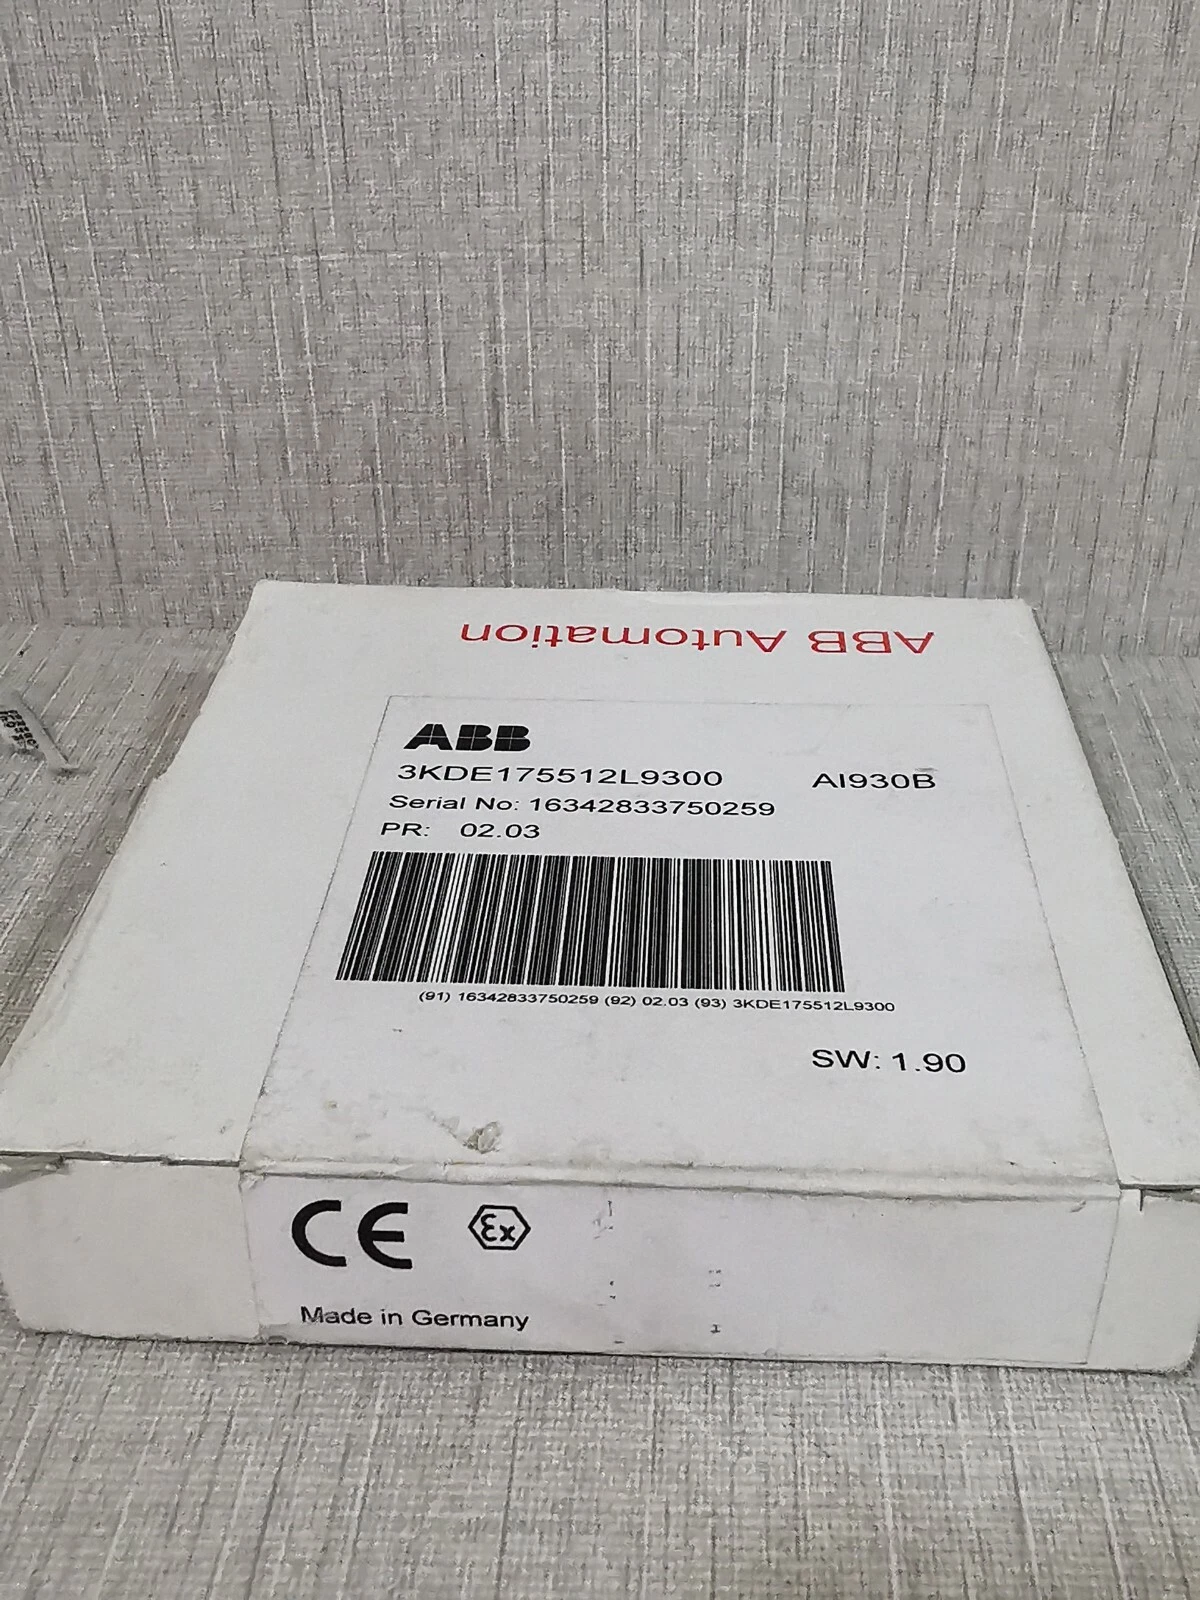 ABB Automation
ABB
3KDE175512L9300 AI930B
Serial No: 16342833750259
PR: 02.03
(91) 16342833750259 (92) 02.03 (93) 3KDE175512L9300
SW: 1.90
CE Ex
Made in Germany